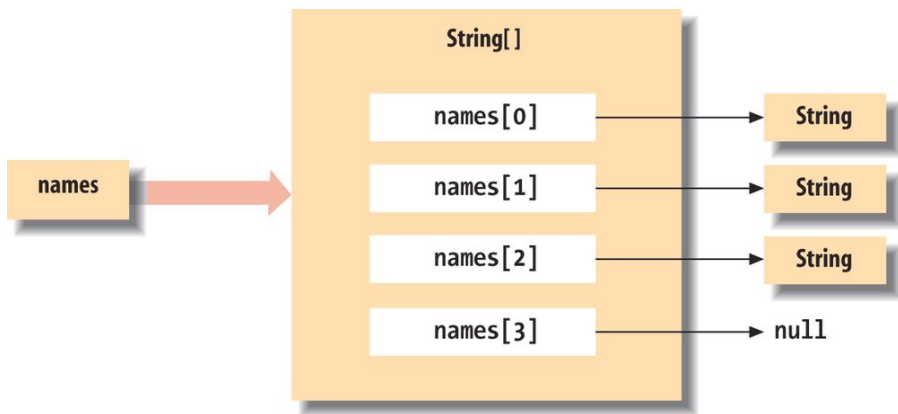 String[]
names[0]
String
names
names[1]
String
names[2]
String
names[3]
null